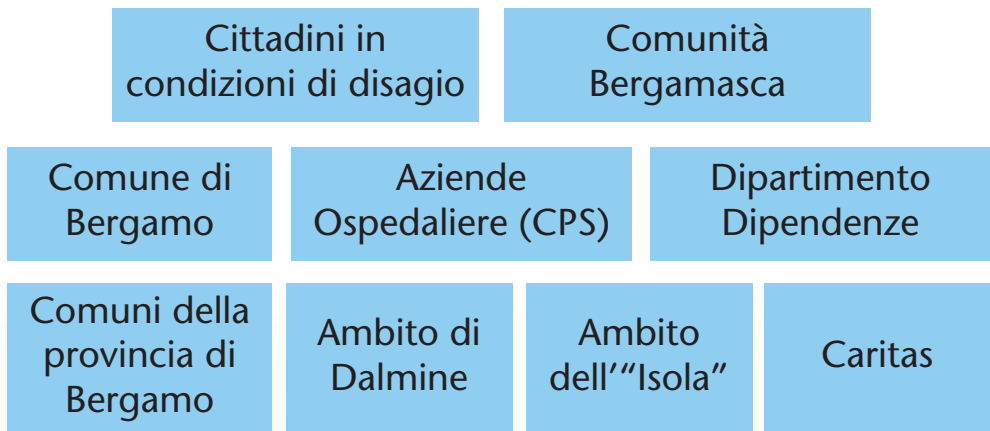 Cittadini in
condizioni di disagio
Comunità
Bergamasca
Comune di
Bergamo
Aziende
Ospedaliere (CPS)
Dipartimento
Dipendenze
Comuni della
provincia di
Bergamo
Ambito di
Dalmine
Ambito
dell’“Isola”
Caritas